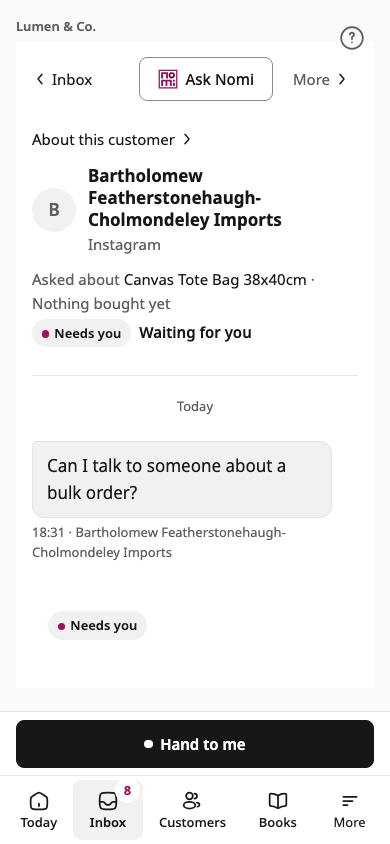 Lumen & Co.
?
Inbox
nomi
Ask Nomi
More
About this customer
B
Bartholomew
Featherstonehaugh-
Cholmondeley Imports
Instagram
Asked about Canvas Tote Bag 38x40cm ·
Nothing bought yet
Needs you
Waiting for you
Today
Can I talk to someone about a
bulk order?
18:31 · Bartholomew Featherstonehaugh-
Cholmondeley Imports
Needs you
Hand to me
8
Today
Inbox
Customers
Books
More